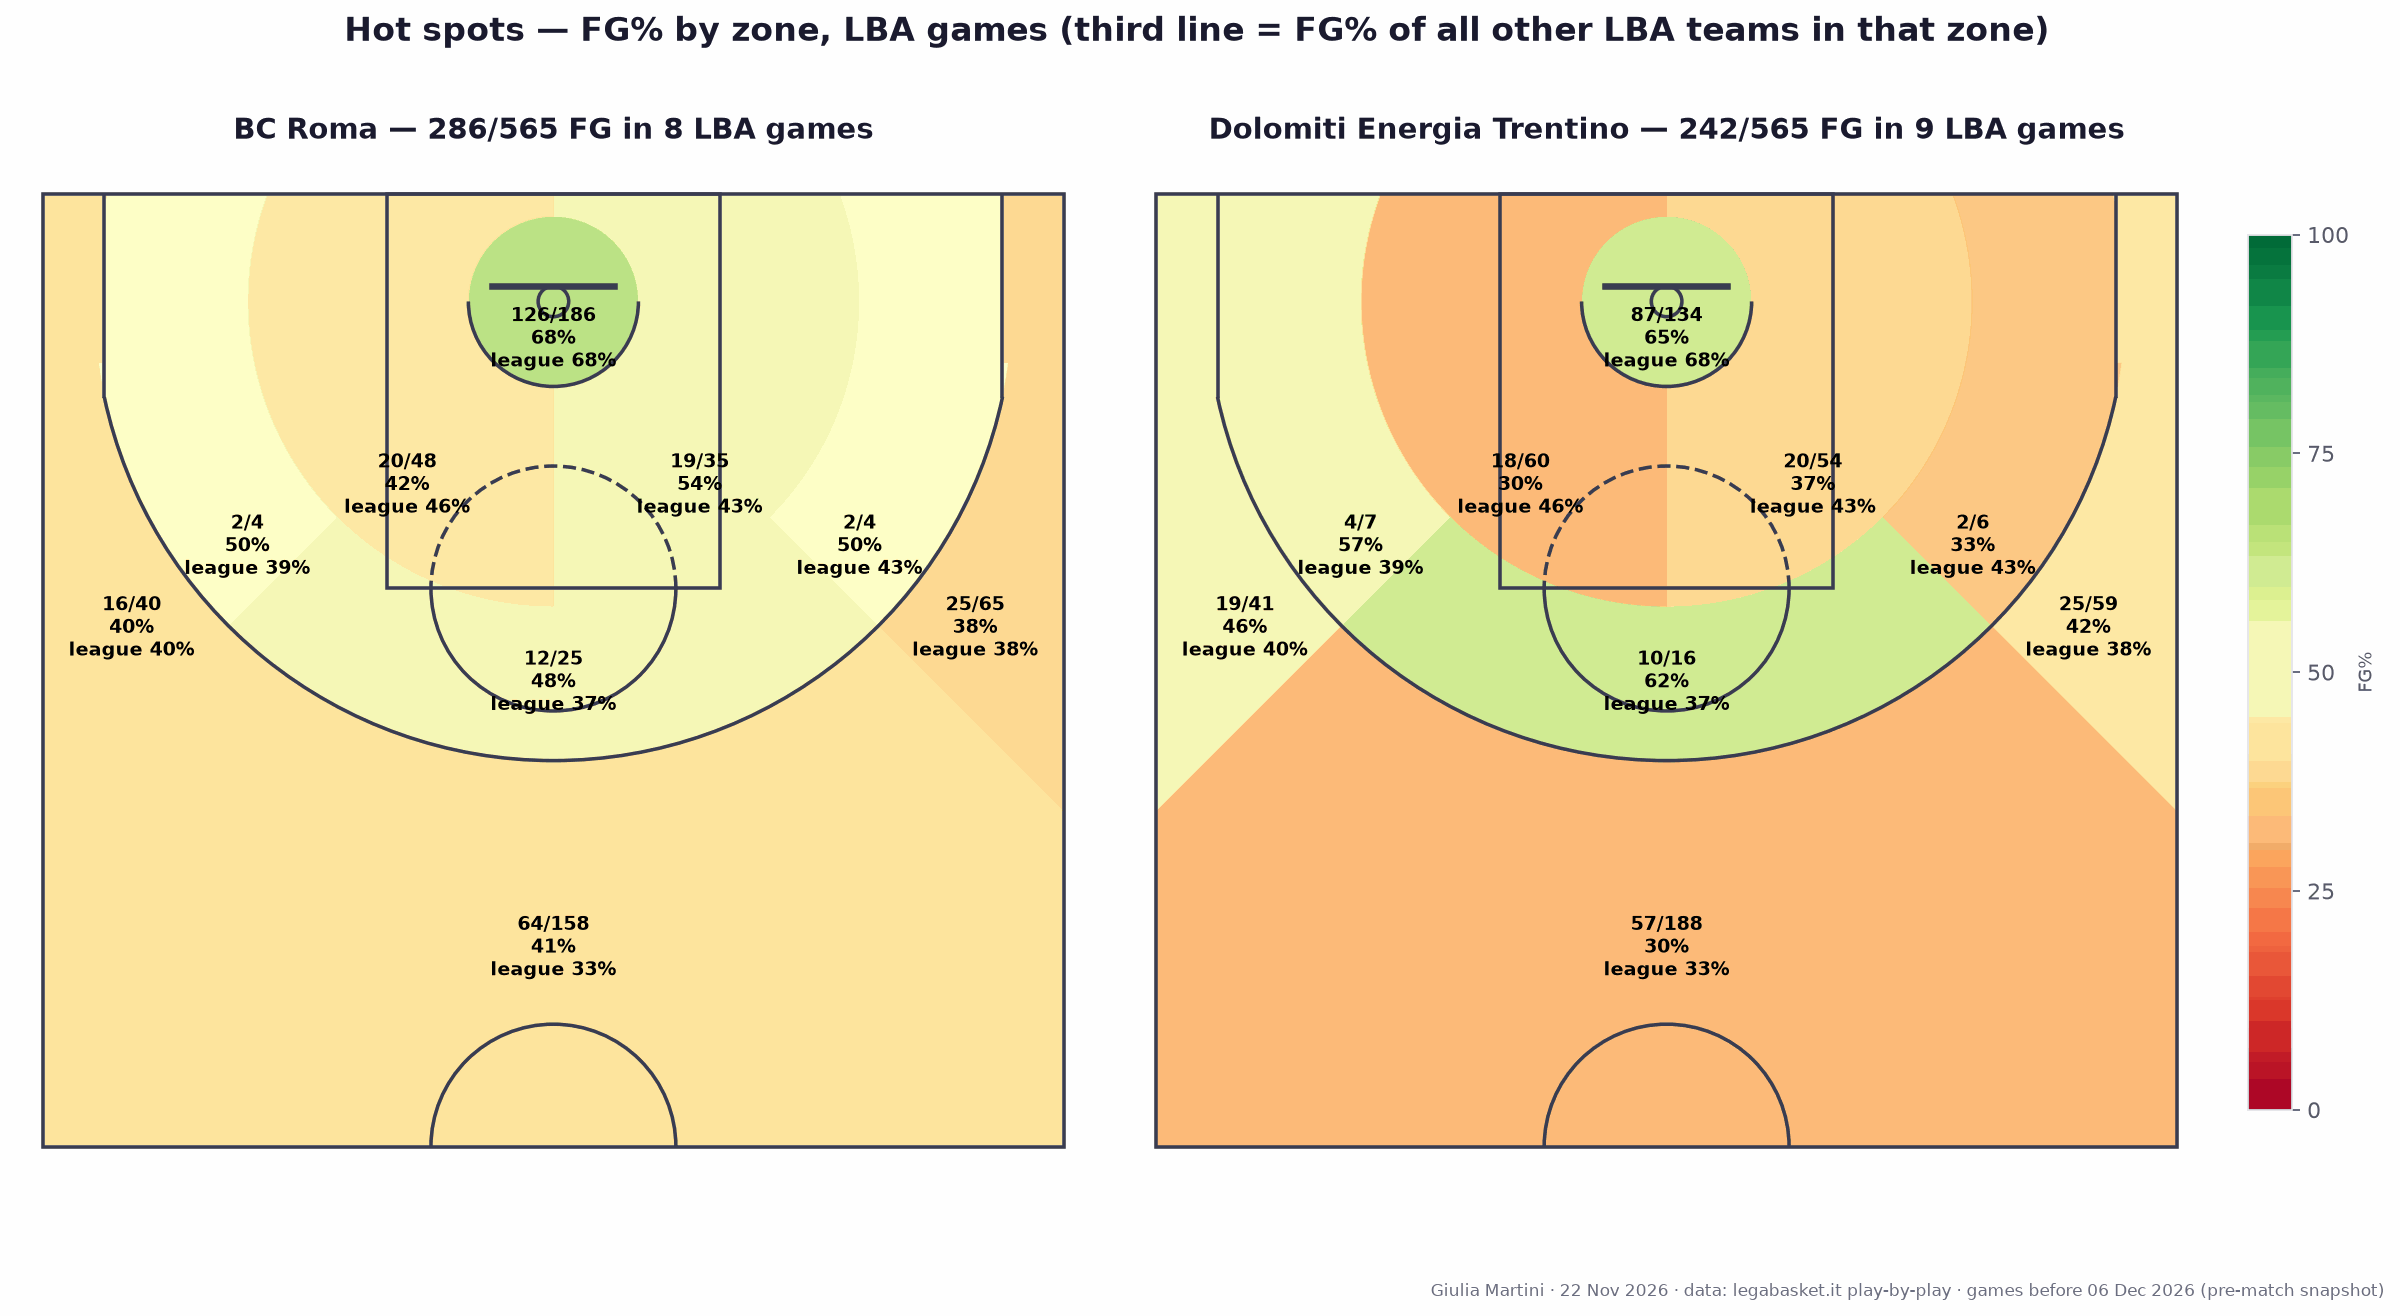 Hot spots — FG% by zone, LBA games (third line = FG% of all other LBA teams in that zone)
BC Roma — 286/565 FG in 8 LBA games
126/186
68%
league 68%
20/48
42%
league 46%
19/35
54%
league 43%
2/4
50%
league 39%
2/4
50%
league 43%
16/40
40%
league 40%
25/65
38%
league 38%
12/25
48%
league 37%
64/158
41%
league 33%
Dolomiti Energia Trentino — 242/565 FG in 9 LBA games
87/134
65%
league 68%
18/60
30%
league 46%
20/54
37%
league 43%
4/7
57%
league 39%
2/6
33%
league 43%
19/41
46%
league 40%
25/59
42%
league 38%
10/16
62%
league 37%
57/188
30%
league 33%
100
75
50
25
0
FG%
Giulia Martini · 22 Nov 2026 · data: legabasket.it play-by-play · games before 06 Dec 2026 (pre-match snapshot)